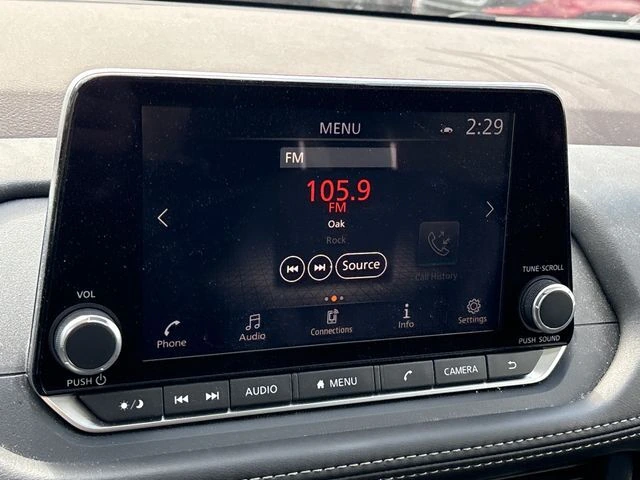 MENU 2:29
FM
105.9
FM
Oak
Rock
Source
Call History
Phone Audio Connections Info Settings
VOL
PUSH
TUNE·SCROLL
PUSH SOUND
AUDIO MENU CAMERA